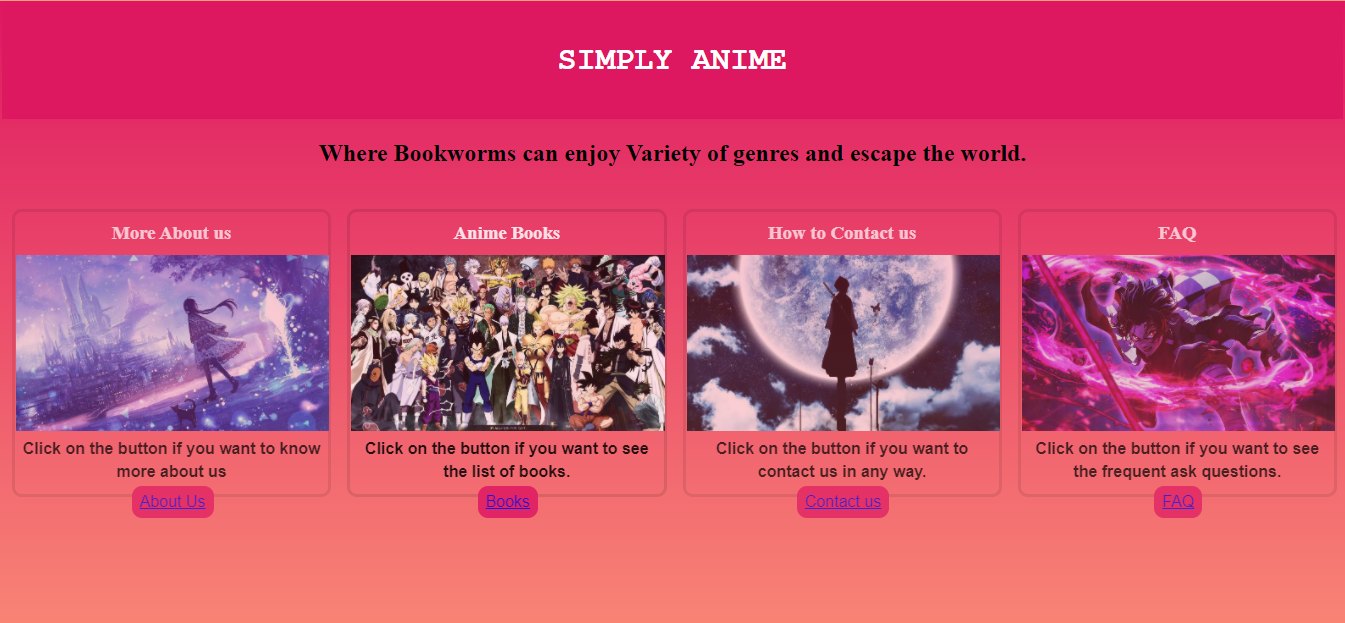 SIMPLY ANIME
Where Bookworms can enjoy Variety of genres and escape the world.
More About us
Click on the button if you want to know
more about us
About Us
Anime Books
Click on the button if you want to see
the list of books.
Books
How to Contact us
Click on the button if you want to
contact us in any way.
Contact us
FAQ
Click on the button if you want to see
the frequent ask questions.
FAQ